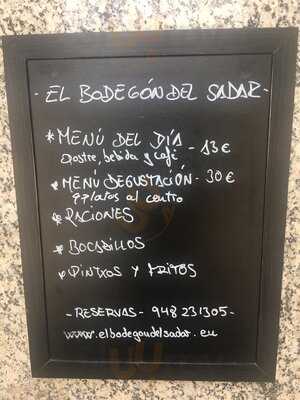 - EL BODEGÓN DEL SADAR -
* MENÚ DEL DÍA - 13 €
Postre, bebida y café
* MENÚ DEGUSTACIÓN - 30 €
9 platos al centro
* RACIONES
* BOCADILLOS
* PINTXOS Y FRITOS
- RESERVAS - 948 231305 -
www.elbodegondelsadar.eu